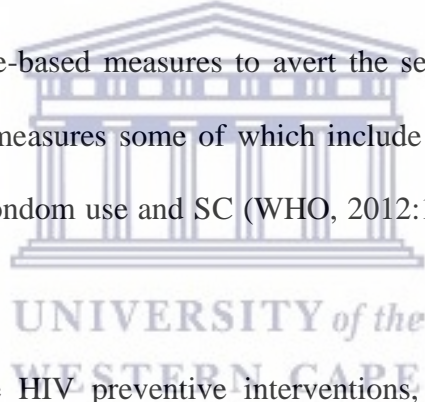 e-based measures to avert the se
measures some of which include
ondom use and SC (WHO, 2012:1
UNIVERSITY of the
WESTERN CAPE
HIV preventive interventions,